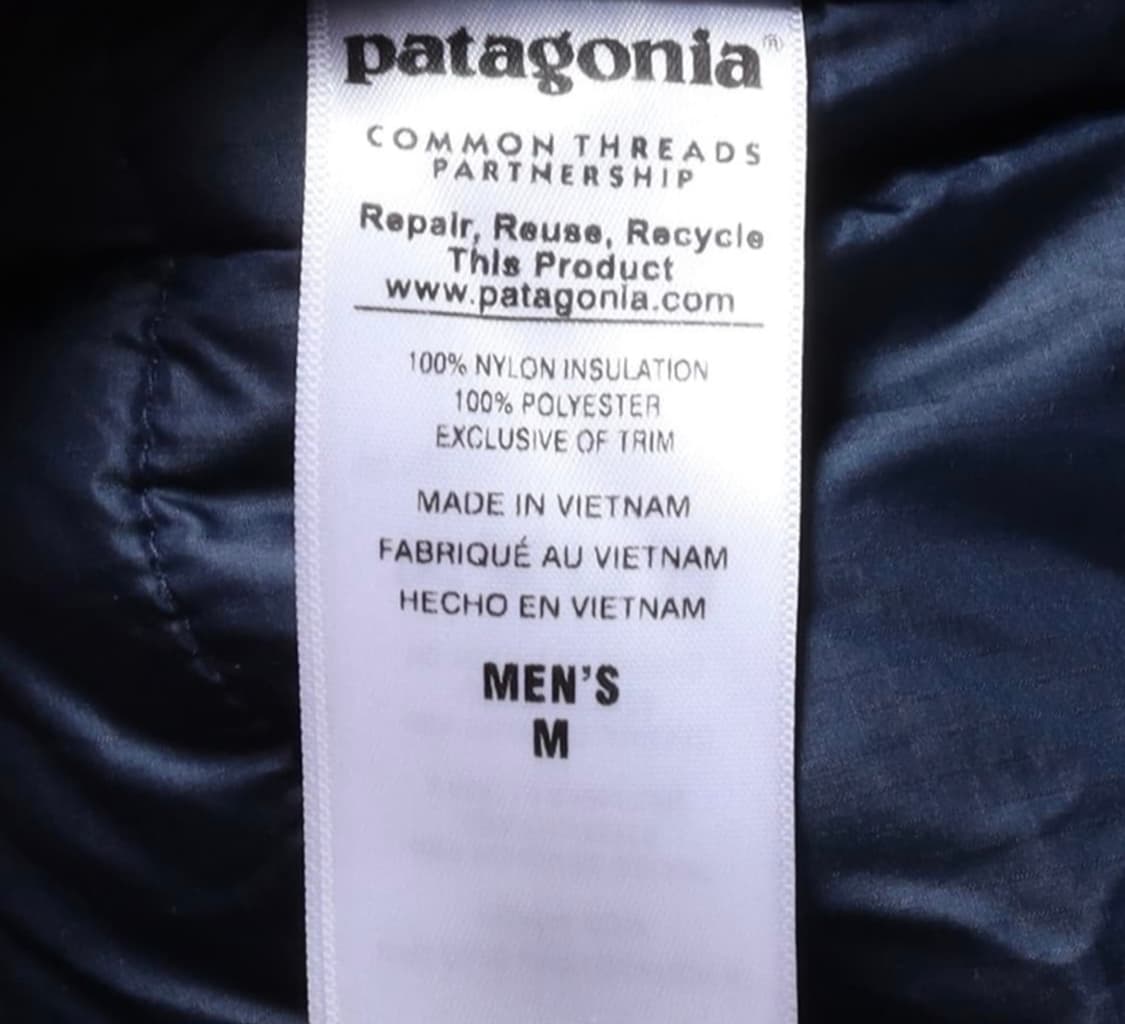 patagonia®
COMMON THREADS
PARTNERSHIP
Repair, Reuse, Recycle
This Product
www.patagonia.com
100% NYLON INSULATION
100% POLYESTER
EXCLUSIVE OF TRIM
MADE IN VIETNAM
FABRIQUÉ AU VIETNAM
HECHO EN VIETNAM
MEN'S
M